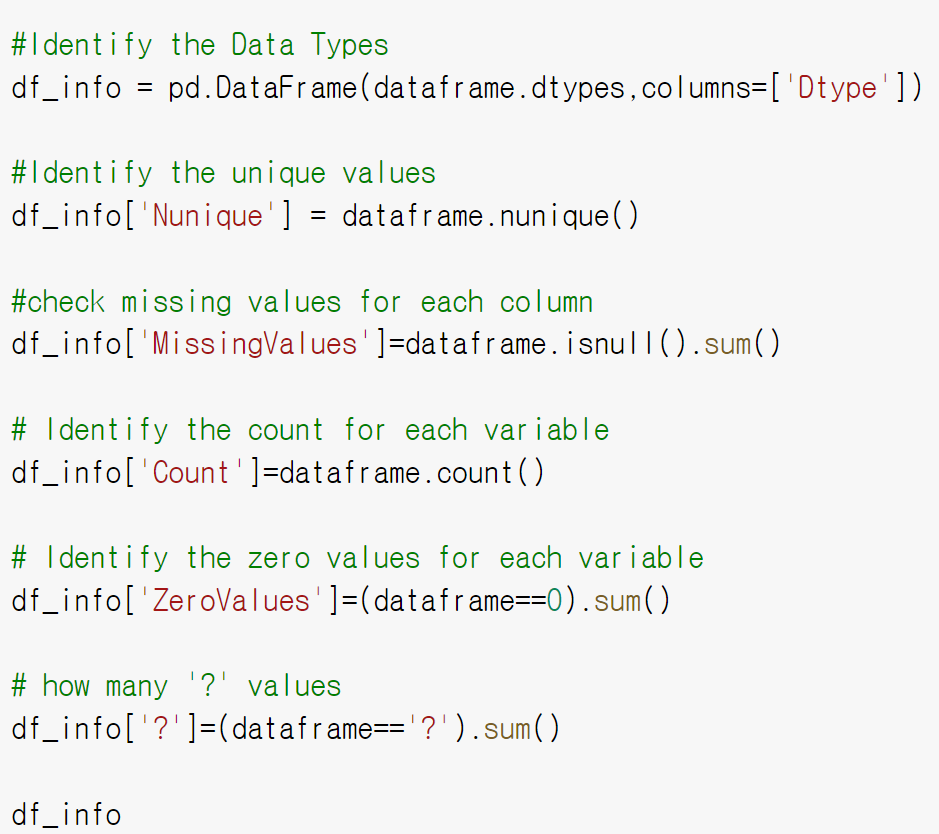 #Identify the Data Types
df_info = pd.DataFrame(dataframe.dtypes,columns=['Dtype'])
#Identify the unique values
df_info['Nunique'] = dataframe.nunique()
#check missing values for each column
df_info['MissingValues']=dataframe.isnull().sum()
# Identify the count for each variable
df_info['Count']=dataframe.count()
# Identify the zero values for each variable
df_info['ZeroValues']=(dataframe==0).sum()
# how many '?' values
df_info['?']=(dataframe=='?').sum()
df_info